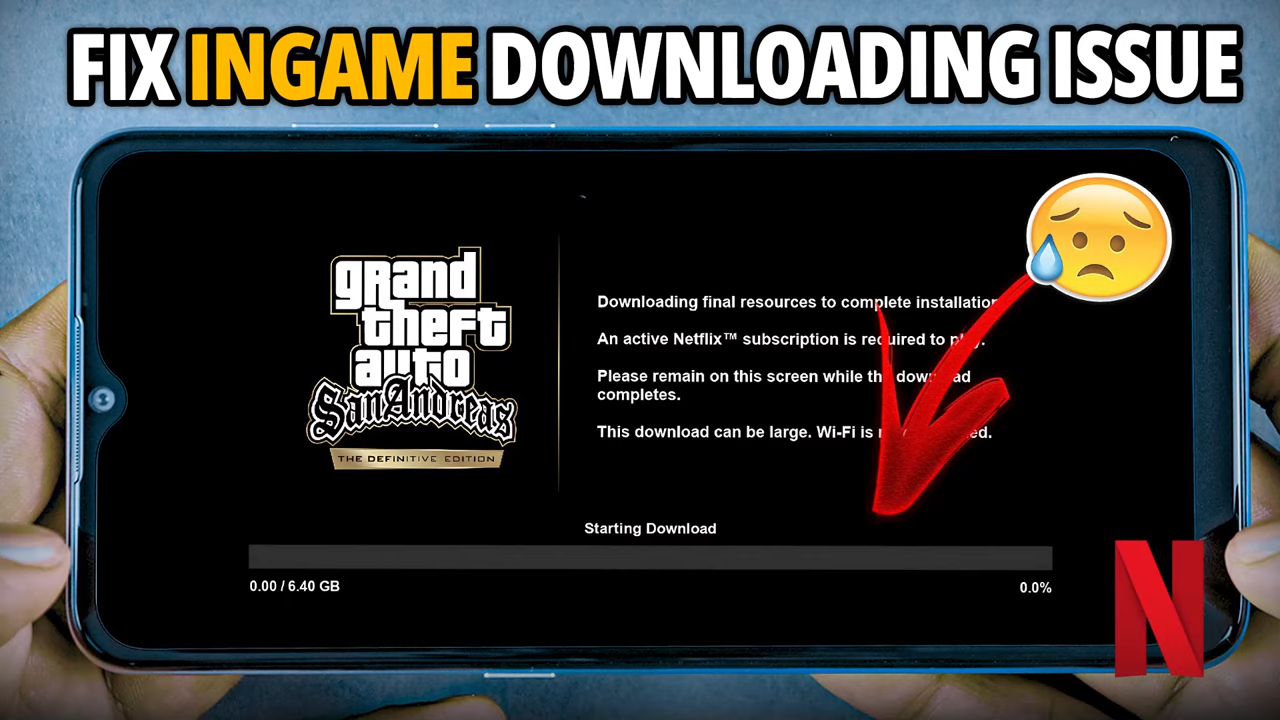 FIX INGAME DOWNLOADING ISSUE
grand
theft
auto
San Andreas
THE DEFINITIVE EDITION
Downloading final resources to complete installation
An active Netflix™ subscription is required to play.
Please remain on this screen while the download
completes.
This download can be large. Wi-Fi is
Starting Download
0.00 / 6.40 GB
0.0%
N